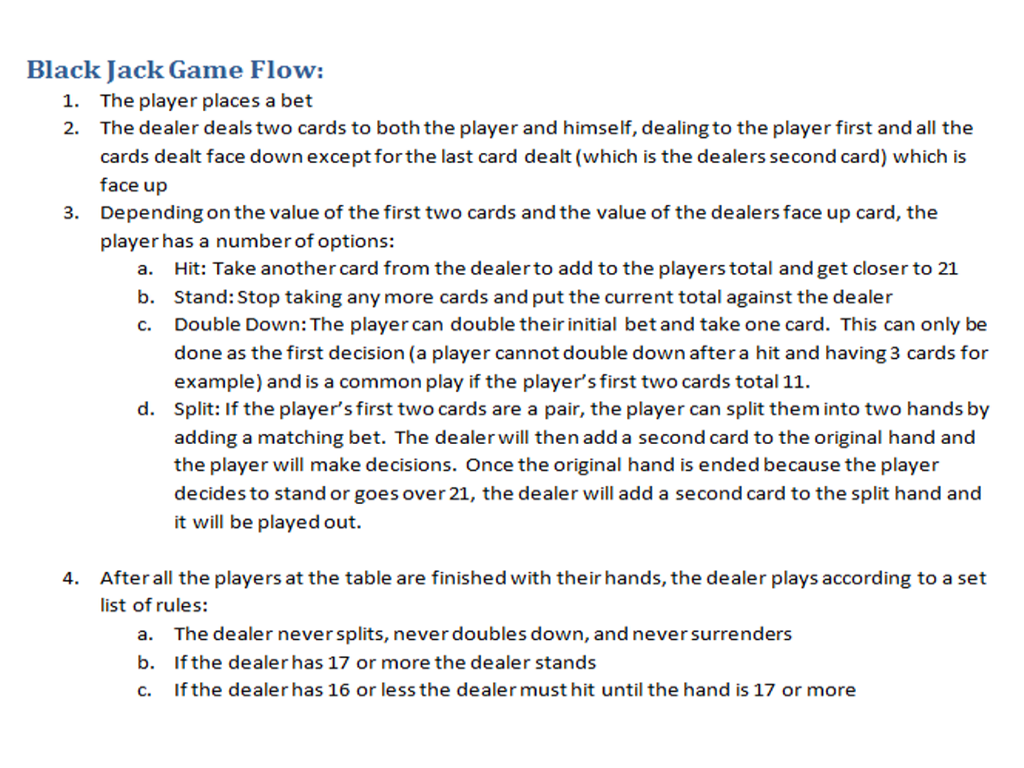 Black Jack Game Flow:
1. The player places a bet
2. The dealer deals two cards to both the player and himself, dealing to the player first and all the
cards dealt face down except for the last card dealt (which is the dealers second card) which is
face up
3. Depending on the value of the first two cards and the value of the dealers face up card, the
player has a number of options:
a. Hit: Take another card from the dealer to add to the players total and get closer to 21
b. Stand: Stop taking any more cards and put the current total against the dealer
c. Double Down: The player can double their initial bet and take one card.  This can only be
done as the first decision (a player cannot double down after a hit and having 3 cards for
example) and is a common play if the player's first two cards total 11.
d. Split: If the player's first two cards are a pair, the player can split them into two hands by
adding a matching bet.  The dealer will then add a second card to the original hand and
the player will make decisions.  Once the original hand is ended because the player
decides to stand or goes over 21, the dealer will add a second card to the split hand and
it will be played out.
4. After all the players at the table are finished with their hands, the dealer plays according to a set
list of rules:
a. The dealer never splits, never doubles down, and never surrenders
b. If the dealer has 17 or more the dealer stands
c. If the dealer has 16 or less the dealer must hit until the hand is 17 or more